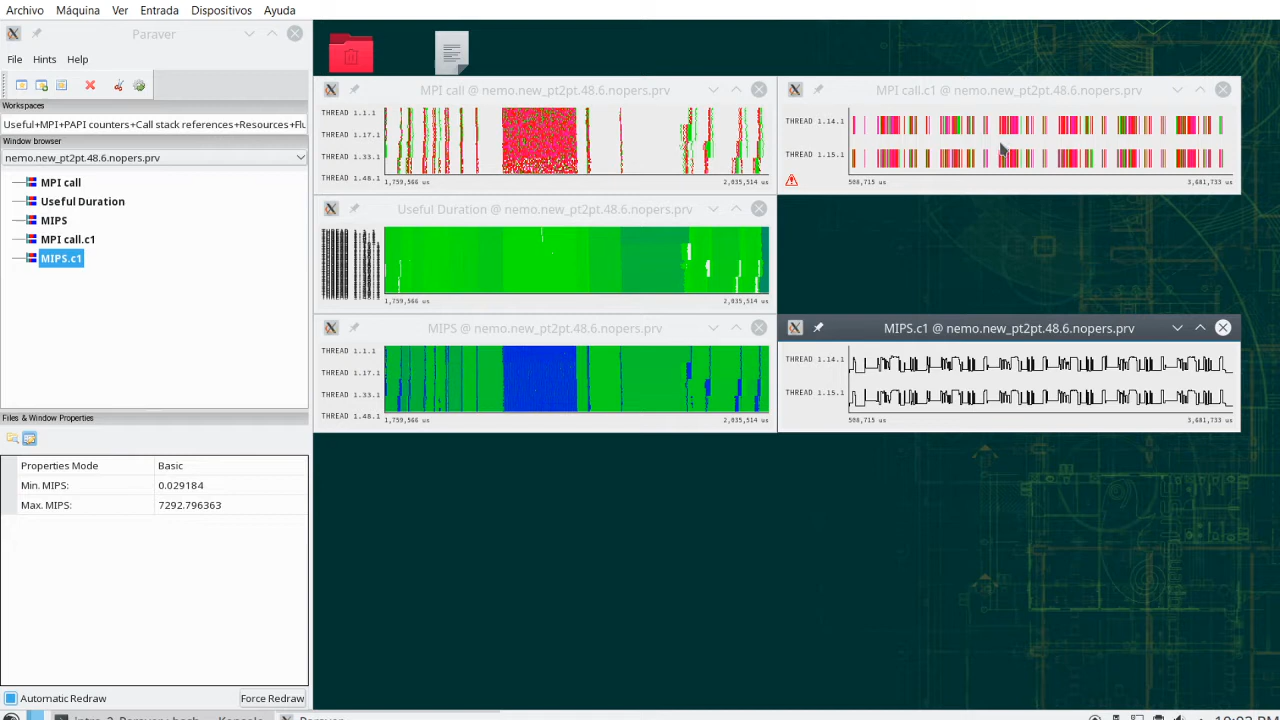 Archivo Máquina Ver Entrada Dispositivos Ayuda
Paraver
File Hints Help
Workspaces
Useful+MPI+PAPI counters+Call stack references+Resources+Flu
Window browser
nemo.new_pt2pt.48.6.nopers.prv
MPI call
Useful Duration
MIPS
MPI call.c1
MIPS.c1
Files & Window Properties
Properties Mode Basic
Min. MIPS: 0.029184
Max. MIPS: 7292.796363
Automatic Redraw Force Redraw
MPI call @ nemo.new_pt2pt.48.6.nopers.prv
THREAD 1.1.1
THREAD 1.17.1
THREAD 1.33.1
THREAD 1.48.1
1,759,566 us 2,035,514 us
Useful Duration @ nemo.new_pt2pt.48.6.nopers.prv
1,759,566 us 2,035,514 us
MIPS @ nemo.new_pt2pt.48.6.nopers.prv
THREAD 1.1.1
THREAD 1.17.1
THREAD 1.33.1
THREAD 1.48.1
1,759,566 us 2,035,514 us
MPI call.c1 @ nemo.new_pt2pt.48.6.nopers.prv
THREAD 1.14.1
THREAD 1.15.1
508,715 us 3,681,733 us
MIPS.c1 @ nemo.new_pt2pt.48.6.nopers.prv
THREAD 1.14.1
THREAD 1.15.1
508,715 us 3,681,733 us